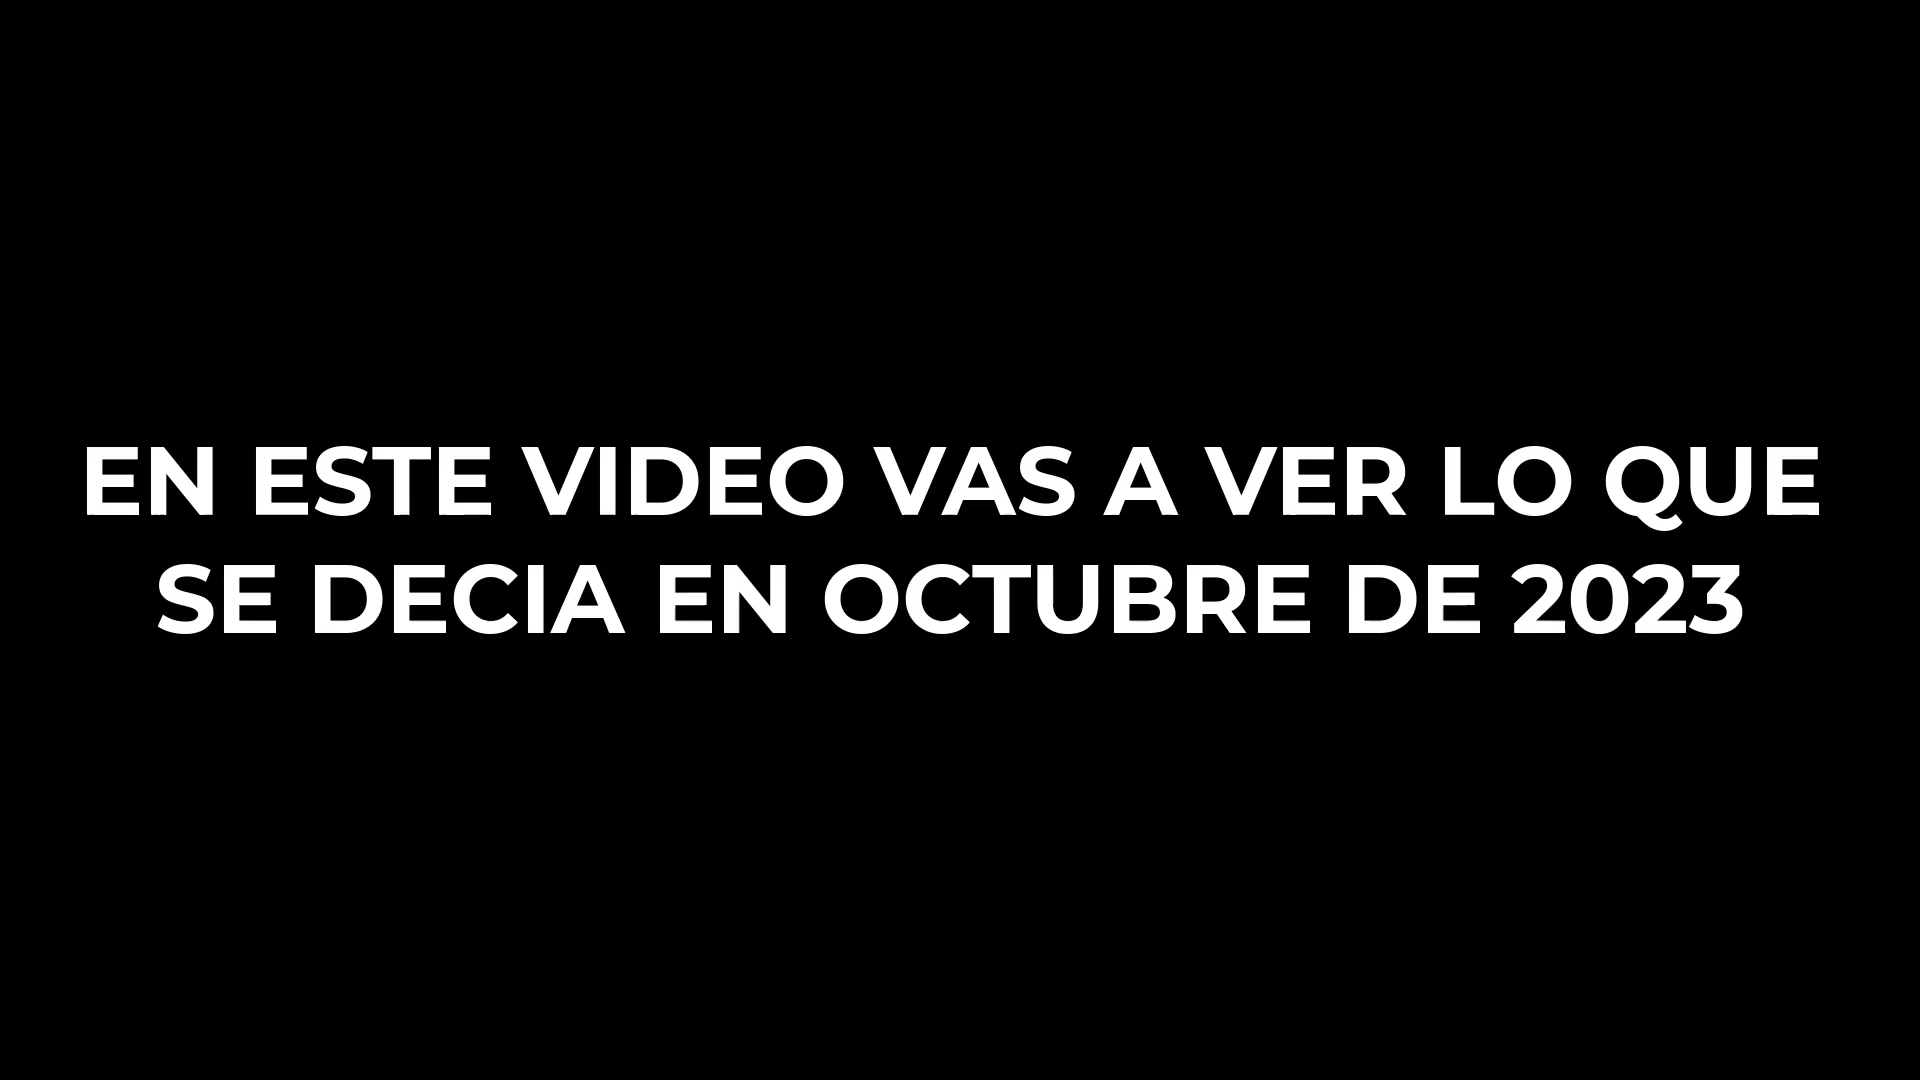 EN ESTE VIDEO VAS A VER LO QUE
SE DECIA EN OCTUBRE DE 2023